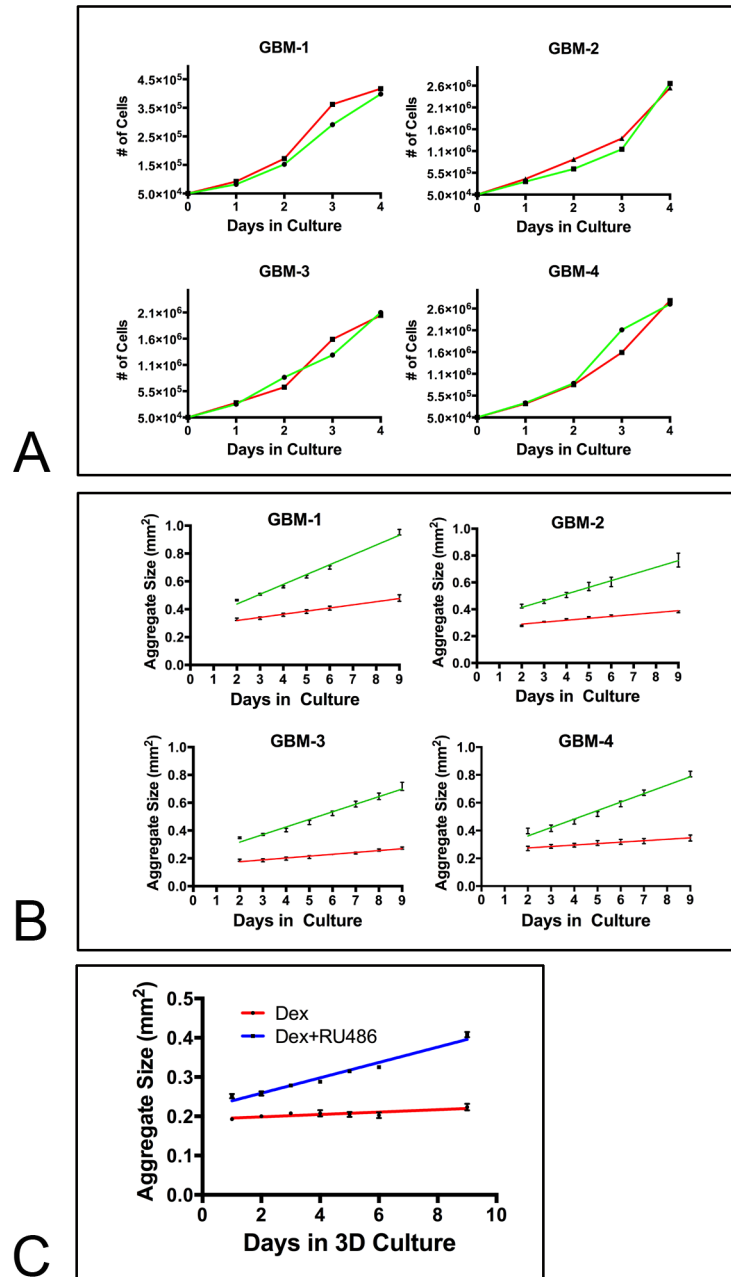 A
GBM-1
# of Cells
4.5×10⁵
3.5×10⁵
2.5×10⁵
1.5×10⁵
5.0×10⁴
0 1 2 3 4
Days in Culture
GBM-2
# of Cells
2.6×10⁶
2.1×10⁶
1.6×10⁶
1.1×10⁶
5.5×10⁵
5.0×10⁴
0 1 2 3 4
Days in Culture
GBM-3
# of Cells
2.1×10⁶
1.6×10⁶
1.1×10⁶
5.5×10⁵
5.0×10⁴
0 1 2 3 4
Days in Culture
GBM-4
# of Cells
2.6×10⁶
2.1×10⁶
1.6×10⁶
1.1×10⁶
5.5×10⁵
5.0×10⁴
0 1 2 3 4
Days in Culture
B
GBM-1
Aggregate Size (mm²)
1.0
0.8
0.6
0.4
0.2
0.0
0 1 2 3 4 5 6 7 8 9
Days in Culture
GBM-2
Aggregate Size (mm²)
1.0
0.8
0.6
0.4
0.2
0.0
0 1 2 3 4 5 6 7 8 9
Days in Culture
GBM-3
Aggregate Size (mm²)
1.0
0.8
0.6
0.4
0.2
0.0
0 1 2 3 4 5 6 7 8 9
Days in Culture
GBM-4
Aggregate Size (mm²)
1.0
0.8
0.6
0.4
0.2
0.0
0 1 2 3 4 5 6 7 8 9
Days in Culture
C
Aggregate Size (mm²)
0.5
0.4
0.3
0.2
0.1
0.0
Dex
Dex+RU486
0 2 4 6 8 10
Days in 3D Culture